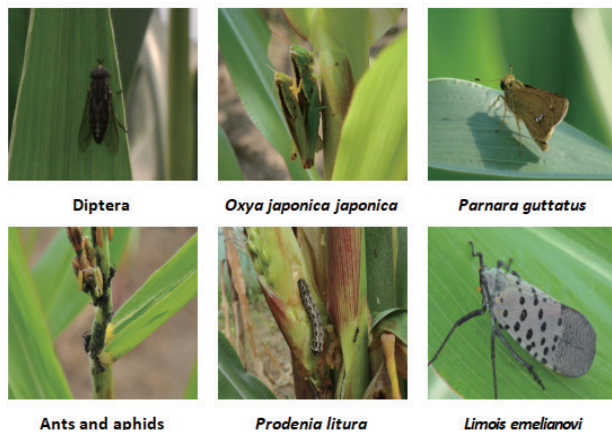 Diptera
Oxya japonica japonica
Parnara guttatus
Ants and aphids
Prodenia litura
Limois emelianovi